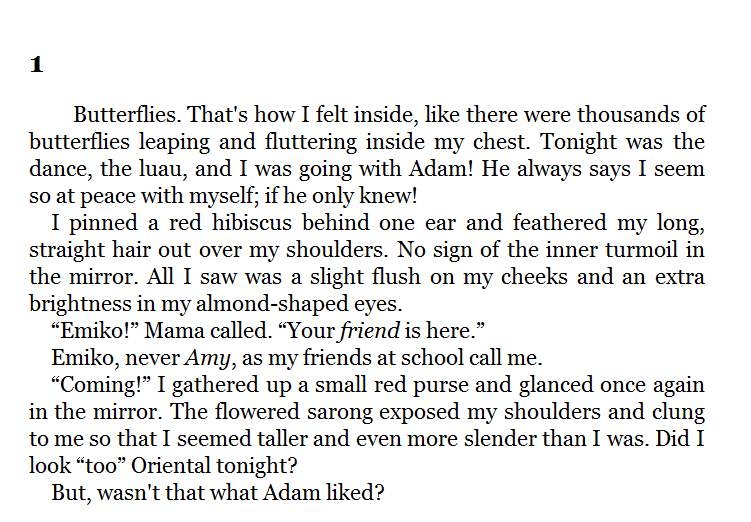 1
Butterflies. That's how I felt inside, like there were thousands of
butterflies leaping and fluttering inside my chest. Tonight was the
dance, the luau, and I was going with Adam! He always says I seem
so at peace with myself; if he only knew!
I pinned a red hibiscus behind one ear and feathered my long,
straight hair out over my shoulders. No sign of the inner turmoil in
the mirror. All I saw was a slight flush on my cheeks and an extra
brightness in my almond-shaped eyes.
“Emiko!” Mama called. “Your friend is here.”
Emiko, never Amy, as my friends at school call me.
“Coming!” I gathered up a small red purse and glanced once again
in the mirror. The flowered sarong exposed my shoulders and clung
to me so that I seemed taller and even more slender than I was. Did I
look “too” Oriental tonight?
But, wasn't that what Adam liked?